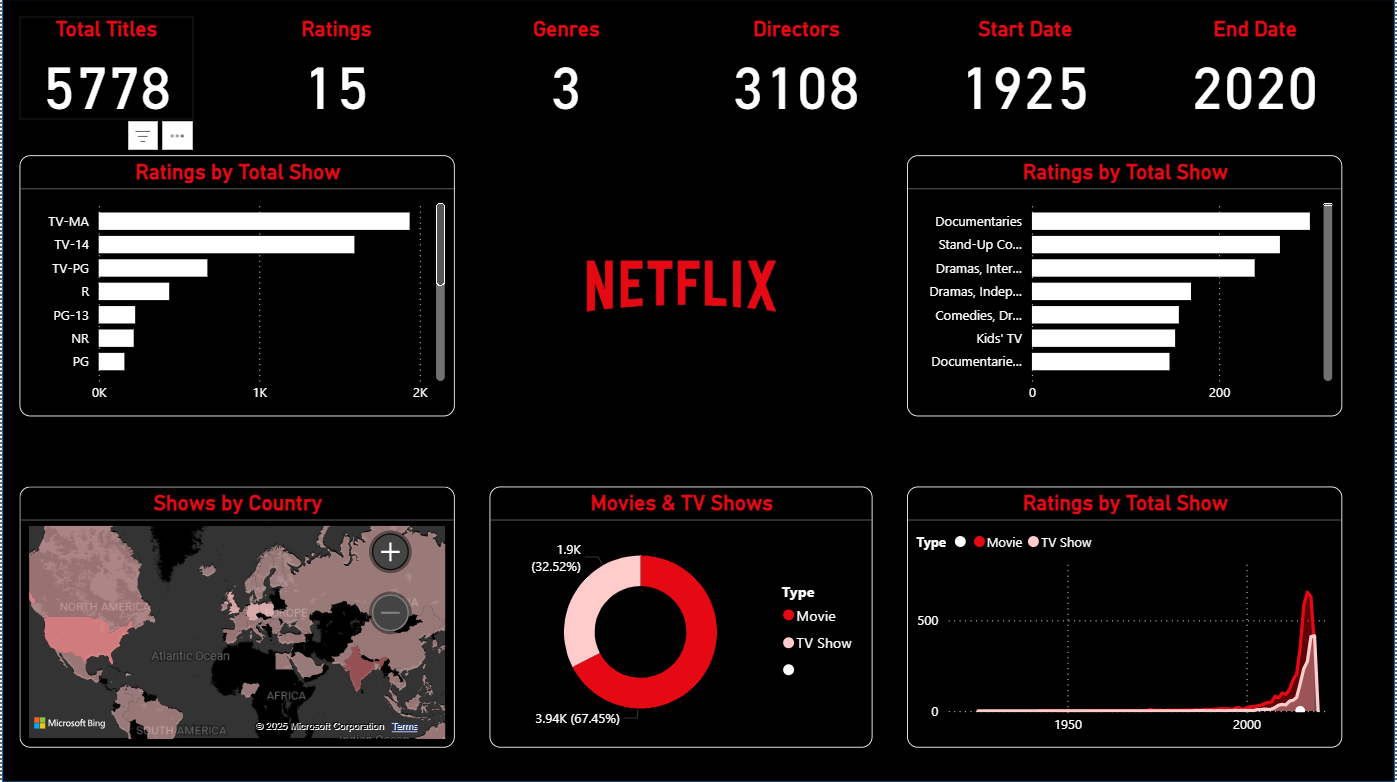 Total Titles
Ratings
Genres
Directors
Start Date
End Date
5778
15
3
3108
1925
2020
Ratings by Total Show
TV-MA
TV-14
TV-PG
R
PG-13
NR
PG
0K
1K
2K
NETFLIX
Ratings by Total Show
Documentaries
Stand-Up Co...
Dramas, Inter...
Dramas, Indep...
Comedies, Dr...
Kids' TV
Documentarie...
0
200
Shows by Country
NORTH AMERICA
EUROPE
Atlantic Ocean
AFRICA
SOUTH AMERICA
Indian Ocean
Microsoft Bing
© 2025 Microsoft Corporation Terms
Movies & TV Shows
1.9K
(32.52%)
3.94K (67.45%)
Type
Movie
TV Show
Ratings by Total Show
Type
Movie
TV Show
500
0
1950
2000